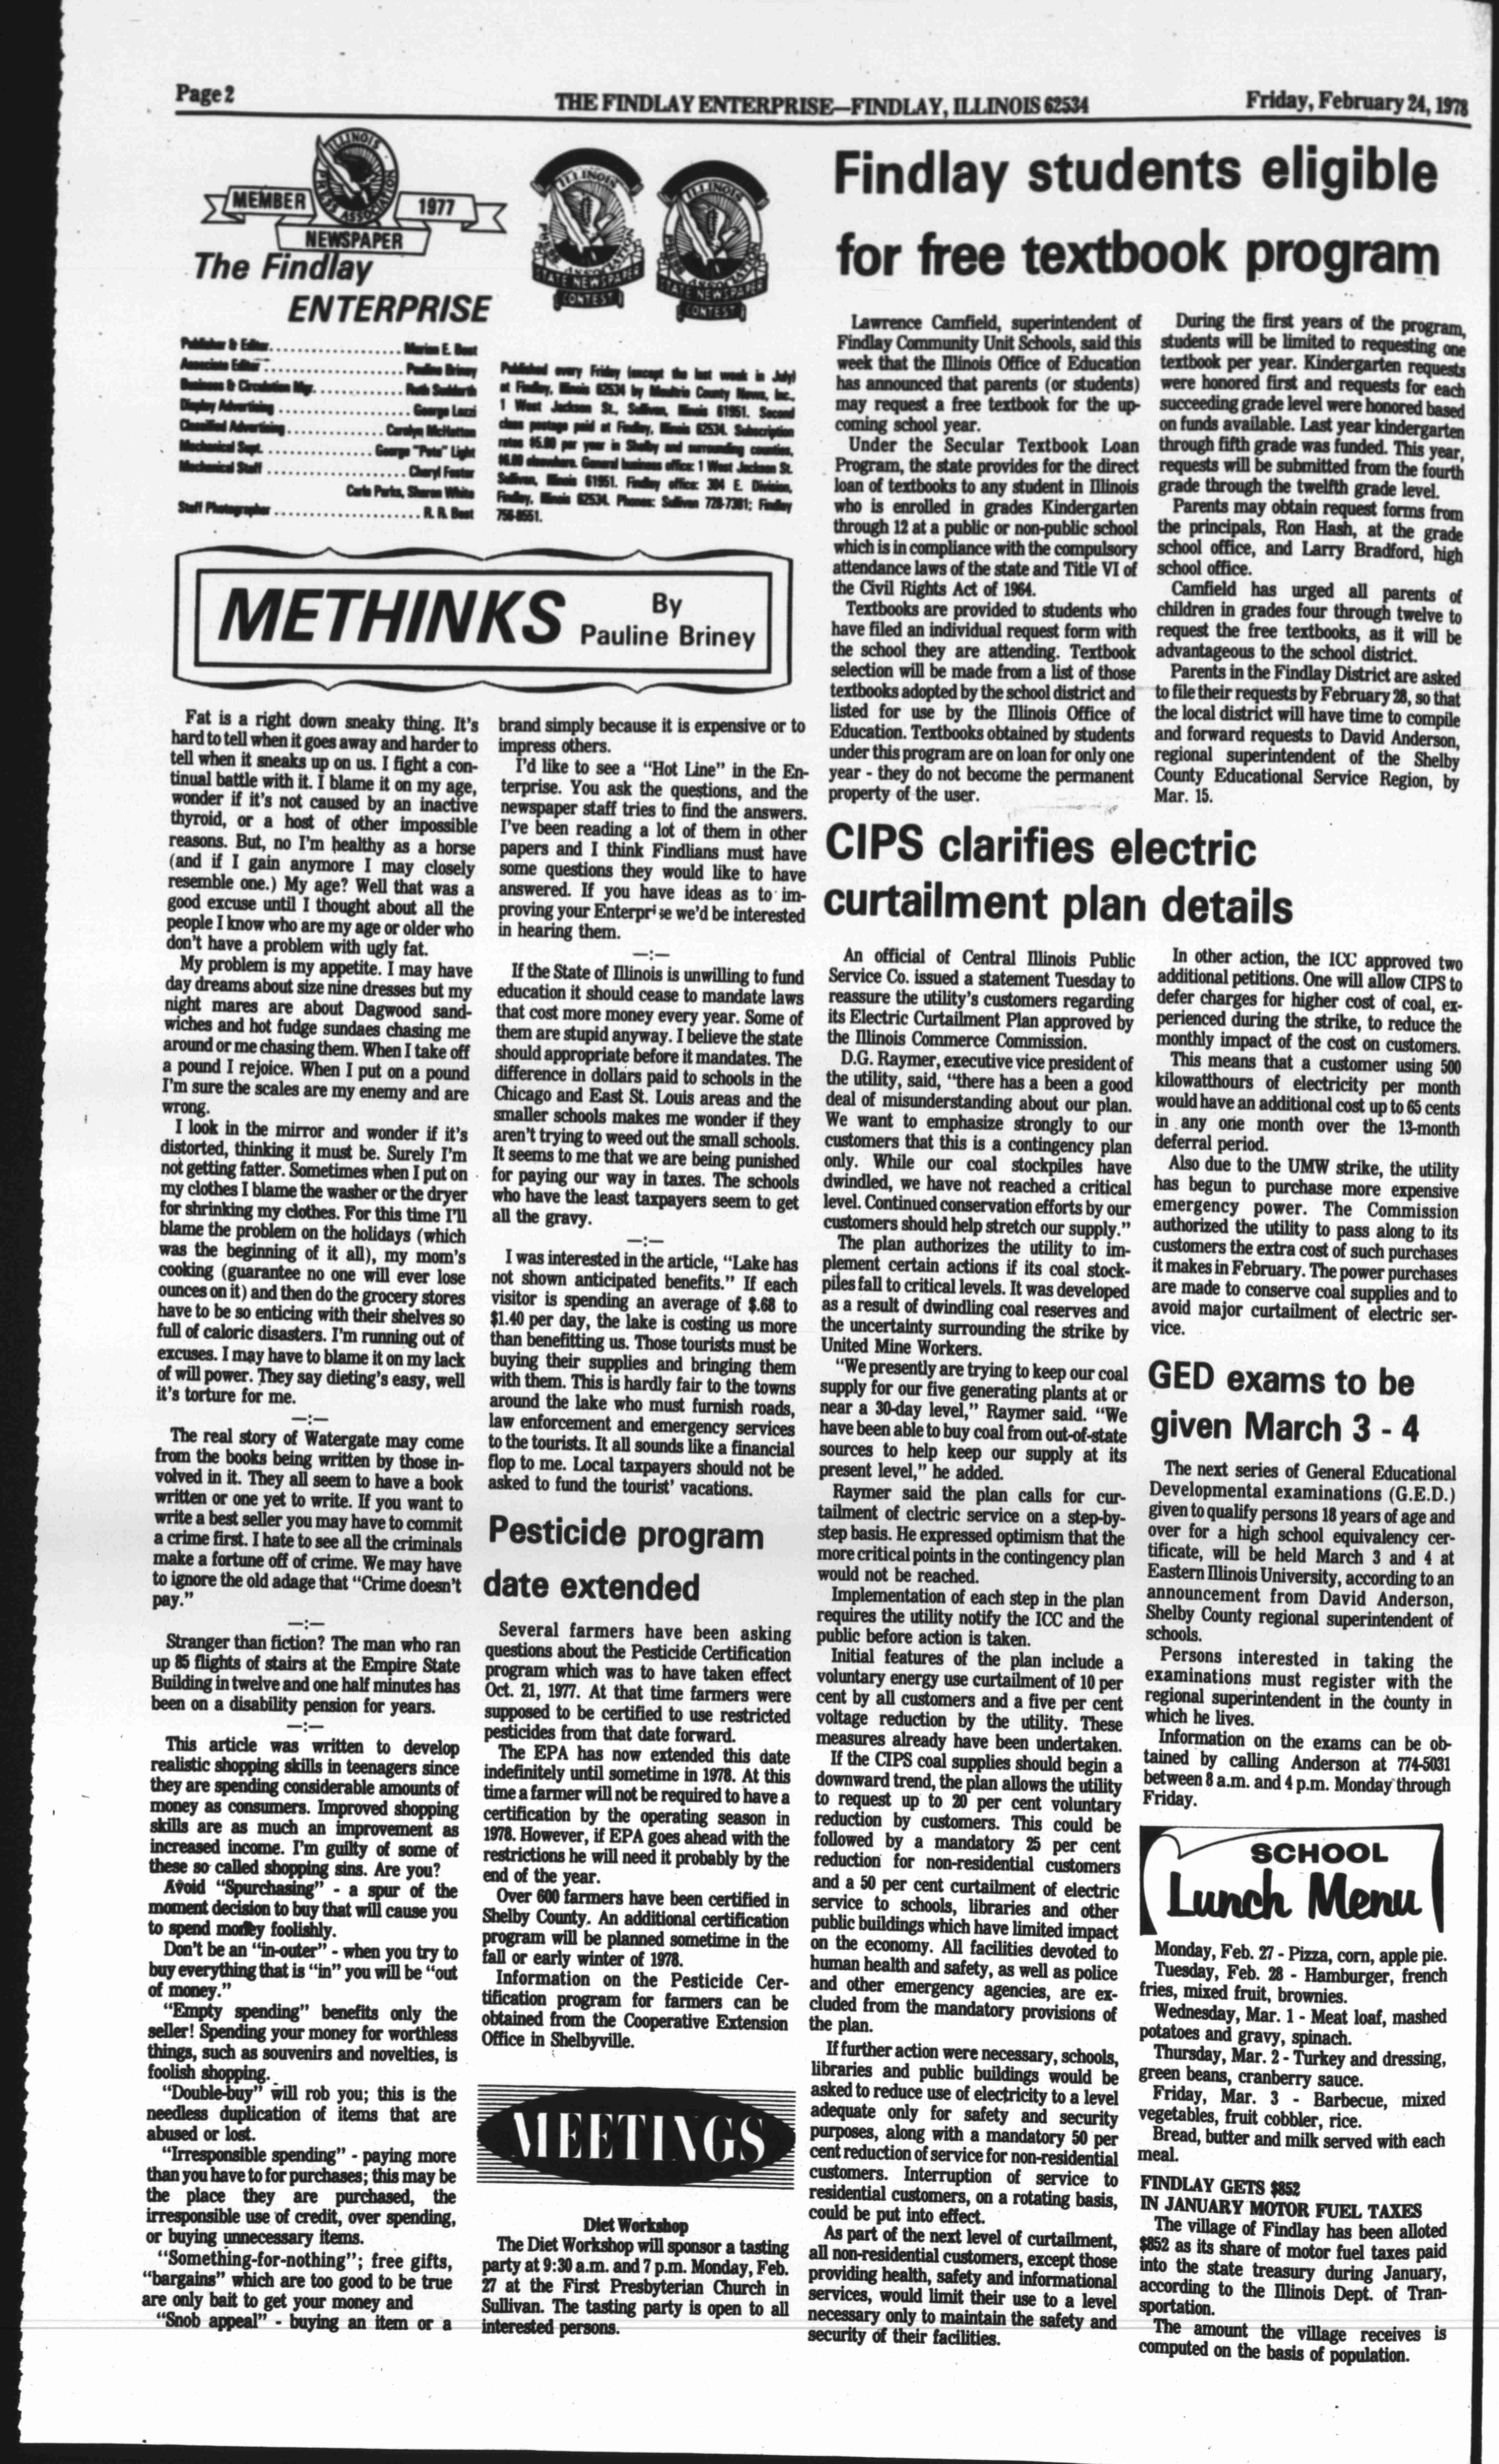 Page 2
THE FINDLAY ENTERPRISE—FINDLAY, ILLINOIS 62534
Friday, February 24, 1978
ILLINOIS
PRESS ASSOCIATION
MEMBER
1977
NEWSPAPER
The Findlay
ENTERPRISE
ILLINOIS
PRESS ASSOCIATION
STATE NEWSPAPER
CONTEST
ILLINOIS
PRESS ASSOCIATION
STATE NEWSPAPER
CONTEST
Publisher & Editor.................. Marion E. Best
Associate Editor................... Pauline Briney
Business & Circulation Mgr............. Ruth Suddarth
Display Advertising................... George Lozzi
Classified Advertising............. Carolyn McHatton
Mechanical Sept............... George "Pete" Light
Mechanical Staff................... Cheryl Foster
Carla Perks, Sharon White
Staff Photographer.................... R. R. Best
Published every Friday (except the last week in July)
at Findlay, Illinois 62534 by Moultrie County News, Inc.,
1 West Jackson St., Sullivan, Illinois 61951. Second
class postage paid at Findlay, Illinois 62534. Subscription
rates $5.00 per year in Shelby and surrounding counties,
$6.00 elsewhere. General business office: 1 West Jackson St.
Sullivan, Illinois 61951. Findlay office: 304 E. Division,
Findlay, Illinois 62534. Phones: Sullivan 728-7381; Findlay
756-8551.
METHINKS
By
Pauline Briney
Fat is a right down sneaky thing. It's
hard to tell when it goes away and harder to
tell when it sneaks up on us. I fight a con-
tinual battle with it. I blame it on my age,
wonder if it's not caused by an inactive
thyroid, or a host of other impossible
reasons. But, no I'm healthy as a horse
(and if I gain anymore I may closely
resemble one.) My age? Well that was a
good excuse until I thought about all the
people I know who are my age or older who
don't have a problem with ugly fat.
My problem is my appetite. I may have
day dreams about size nine dresses but my
night mares are about Dagwood sand-
wiches and hot fudge sundaes chasing me
around or me chasing them. When I take off
a pound I rejoice. When I put on a pound
I'm sure the scales are my enemy and are
wrong.
I look in the mirror and wonder if it's
distorted, thinking it must be. Surely I'm
not getting fatter. Sometimes when I put on
my clothes I blame the washer or the dryer
for shrinking my clothes. For this time I'll
blame the problem on the holidays (which
was the beginning of it all), my mom's
cooking (guarantee no one will ever lose
ounces on it) and then do the grocery stores
have to be so enticing with their shelves so
full of caloric disasters. I'm running out of
excuses. I may have to blame it on my lack
of will power. They say dieting's easy, well
it's torture for me.
—:—
The real story of Watergate may come
from the books being written by those in-
volved in it. They all seem to have a book
written or one yet to write. If you want to
write a best seller you may have to commit
a crime first. I hate to see all the criminals
make a fortune off of crime. We may have
to ignore the old adage that "Crime doesn't
pay."
—:—
Stranger than fiction? The man who ran
up 85 flights of stairs at the Empire State
Building in twelve and one half minutes has
been on a disability pension for years.
—:—
This article was written to develop
realistic shopping skills in teenagers since
they are spending considerable amounts of
money as consumers. Improved shopping
skills are as much an improvement as
increased income. I'm guilty of some of
these so called shopping sins. Are you?
Avoid "Spurchasing" - a spur of the
moment decision to buy that will cause you
to spend money foolishly.
Don't be an "in-outer" - when you try to
buy everything that is "in" you will be "out
of money."
"Empty spending" benefits only the
seller! Spending your money for worthless
things, such as souvenirs and novelties, is
foolish shopping.
"Double-buy" will rob you; this is the
needless duplication of items that are
abused or lost.
"Irresponsible spending" - paying more
than you have to for purchases; this may be
the place they are purchased, the
irresponsible use of credit, over spending,
or buying unnecessary items.
"Something-for-nothing"; free gifts,
"bargains" which are too good to be true
are only bait to get your money and
"Snob appeal" - buying an item or a
brand simply because it is expensive or to
impress others.
I'd like to see a "Hot Line" in the En-
terprise. You ask the questions, and the
newspaper staff tries to find the answers.
I've been reading a lot of them in other
papers and I think Findlians must have
some questions they would like to have
answered. If you have ideas as to im-
proving your Enterprise we'd be interested
in hearing them.
—:—
If the State of Illinois is unwilling to fund
education it should cease to mandate laws
that cost more money every year. Some of
them are stupid anyway. I believe the state
should appropriate before it mandates. The
difference in dollars paid to schools in the
Chicago and East St. Louis areas and the
smaller schools makes me wonder if they
aren't trying to weed out the small schools.
It seems to me that we are being punished
for paying our way in taxes. The schools
who have the least taxpayers seem to get
all the gravy.
—:—
I was interested in the article, "Lake has
not shown anticipated benefits." If each
visitor is spending an average of $.68 to
$1.40 per day, the lake is costing us more
than benefitting us. Those tourists must be
buying their supplies and bringing them
with them. This is hardly fair to the towns
around the lake who must furnish roads,
law enforcement and emergency services
to the tourists. It all sounds like a financial
flop to me. Local taxpayers should not be
asked to fund the tourist' vacations.
Pesticide program
date extended
Several farmers have been asking
questions about the Pesticide Certification
program which was to have taken effect
Oct. 21, 1977. At that time farmers were
supposed to be certified to use restricted
pesticides from that date forward.
The EPA has now extended this date
indefinitely until sometime in 1978. At this
time a farmer will not be required to have a
certification by the operating season in
1978. However, if EPA goes ahead with the
restrictions he will need it probably by the
end of the year.
Over 600 farmers have been certified in
Shelby County. An additional certification
program will be planned sometime in the
fall or early winter of 1978.
Information on the Pesticide Cer-
tification program for farmers can be
obtained from the Cooperative Extension
Office in Shelbyville.
MEETINGS
Diet Workshop
The Diet Workshop will sponsor a tasting
party at 9:30 a.m. and 7 p.m. Monday, Feb.
27 at the First Presbyterian Church in
Sullivan. The tasting party is open to all
interested persons.
Findlay students eligible
for free textbook program
Lawrence Camfield, superintendent of
Findlay Community Unit Schools, said this
week that the Illinois Office of Education
has announced that parents (or students)
may request a free textbook for the up-
coming school year.
Under the Secular Textbook Loan
Program, the state provides for the direct
loan of textbooks to any student in Illinois
who is enrolled in grades Kindergarten
through 12 at a public or non-public school
which is in compliance with the compulsory
attendance laws of the state and Title VI of
the Civil Rights Act of 1964.
Textbooks are provided to students who
have filed an individual request form with
the school they are attending. Textbook
selection will be made from a list of those
textbooks adopted by the school district and
listed for use by the Illinois Office of
Education. Textbooks obtained by students
under this program are on loan for only one
year - they do not become the permanent
property of the user.
During the first years of the program,
students will be limited to requesting one
textbook per year. Kindergarten requests
were honored first and requests for each
succeeding grade level were honored based
on funds available. Last year kindergarten
through fifth grade was funded. This year,
requests will be submitted from the fourth
grade through the twelfth grade level.
Parents may obtain request forms from
the principals, Ron Hash, at the grade
school office, and Larry Bradford, high
school office.
Camfield has urged all parents of
children in grades four through twelve to
request the free textbooks, as it will be
advantageous to the school district.
Parents in the Findlay District are asked
to file their requests by February 28, so that
the local district will have time to compile
and forward requests to David Anderson,
regional superintendent of the Shelby
County Educational Service Region, by
Mar. 15.
CIPS clarifies electric
curtailment plan details
An official of Central Illinois Public
Service Co. issued a statement Tuesday to
reassure the utility's customers regarding
its Electric Curtailment Plan approved by
the Illinois Commerce Commission.
D.G. Raymer, executive vice president of
the utility, said, "there has a been a good
deal of misunderstanding about our plan.
We want to emphasize strongly to our
customers that this is a contingency plan
only. While our coal stockpiles have
dwindled, we have not reached a critical
level. Continued conservation efforts by our
customers should help stretch our supply."
The plan authorizes the utility to im-
plement certain actions if its coal stock-
piles fall to critical levels. It was developed
as a result of dwindling coal reserves and
the uncertainty surrounding the strike by
United Mine Workers.
"We presently are trying to keep our coal
supply for our five generating plants at or
near a 30-day level," Raymer said. "We
have been able to buy coal from out-of-state
sources to help keep our supply at its
present level," he added.
Raymer said the plan calls for cur-
tailment of electric service on a step-by-
step basis. He expressed optimism that the
more critical points in the contingency plan
would not be reached.
Implementation of each step in the plan
requires the utility notify the ICC and the
public before action is taken.
Initial features of the plan include a
voluntary energy use curtailment of 10 per
cent by all customers and a five per cent
voltage reduction by the utility. These
measures already have been undertaken.
If the CIPS coal supplies should begin a
downward trend, the plan allows the utility
to request up to 20 per cent voluntary
reduction by customers. This could be
followed by a mandatory 25 per cent
reduction for non-residential customers
and a 50 per cent curtailment of electric
service to schools, libraries and other
public buildings which have limited impact
on the economy. All facilities devoted to
human health and safety, as well as police
and other emergency agencies, are ex-
cluded from the mandatory provisions of
the plan.
If further action were necessary, schools,
libraries and public buildings would be
asked to reduce use of electricity to a level
adequate only for safety and security
purposes, along with a mandatory 50 per
cent reduction of service for non-residential
customers. Interruption of service to
residential customers, on a rotating basis,
could be put into effect.
As part of the next level of curtailment,
all non-residential customers, except those
providing health, safety and informational
services, would limit their use to a level
necessary only to maintain the safety and
security of their facilities.
In other action, the ICC approved two
additional petitions. One will allow CIPS to
defer charges for higher cost of coal, ex-
perienced during the strike, to reduce the
monthly impact of the cost on customers.
This means that a customer using 500
kilowatthours of electricity per month
would have an additional cost up to 65 cents
in any one month over the 13-month
deferral period.
Also due to the UMW strike, the utility
has begun to purchase more expensive
emergency power. The Commission
authorized the utility to pass along to its
customers the extra cost of such purchases
it makes in February. The power purchases
are made to conserve coal supplies and to
avoid major curtailment of electric ser-
vice.
GED exams to be
given March 3 - 4
The next series of General Educational
Developmental examinations (G.E.D.)
given to qualify persons 18 years of age and
over for a high school equivalency cer-
tificate, will be held March 3 and 4 at
Eastern Illinois University, according to an
announcement from David Anderson,
Shelby County regional superintendent of
schools.
Persons interested in taking the
examinations must register with the
regional superintendent in the county in
which he lives.
Information on the exams can be ob-
tained by calling Anderson at 774-5031
between 8 a.m. and 4 p.m. Monday through
Friday.
SCHOOL
Lunch Menu
Monday, Feb. 27 - Pizza, corn, apple pie.
Tuesday, Feb. 28 - Hamburger, french
fries, mixed fruit, brownies.
Wednesday, Mar. 1 - Meat loaf, mashed
potatoes and gravy, spinach.
Thursday, Mar. 2 - Turkey and dressing,
green beans, cranberry sauce.
Friday, Mar. 3 - Barbecue, mixed
vegetables, fruit cobbler, rice.
Bread, butter and milk served with each
meal.
FINDLAY GETS $852
IN JANUARY MOTOR FUEL TAXES
The village of Findlay has been alloted
$852 as its share of motor fuel taxes paid
into the state treasury during January,
according to the Illinois Dept. of Tran-
sportation.
The amount the village receives is
computed on the basis of population.